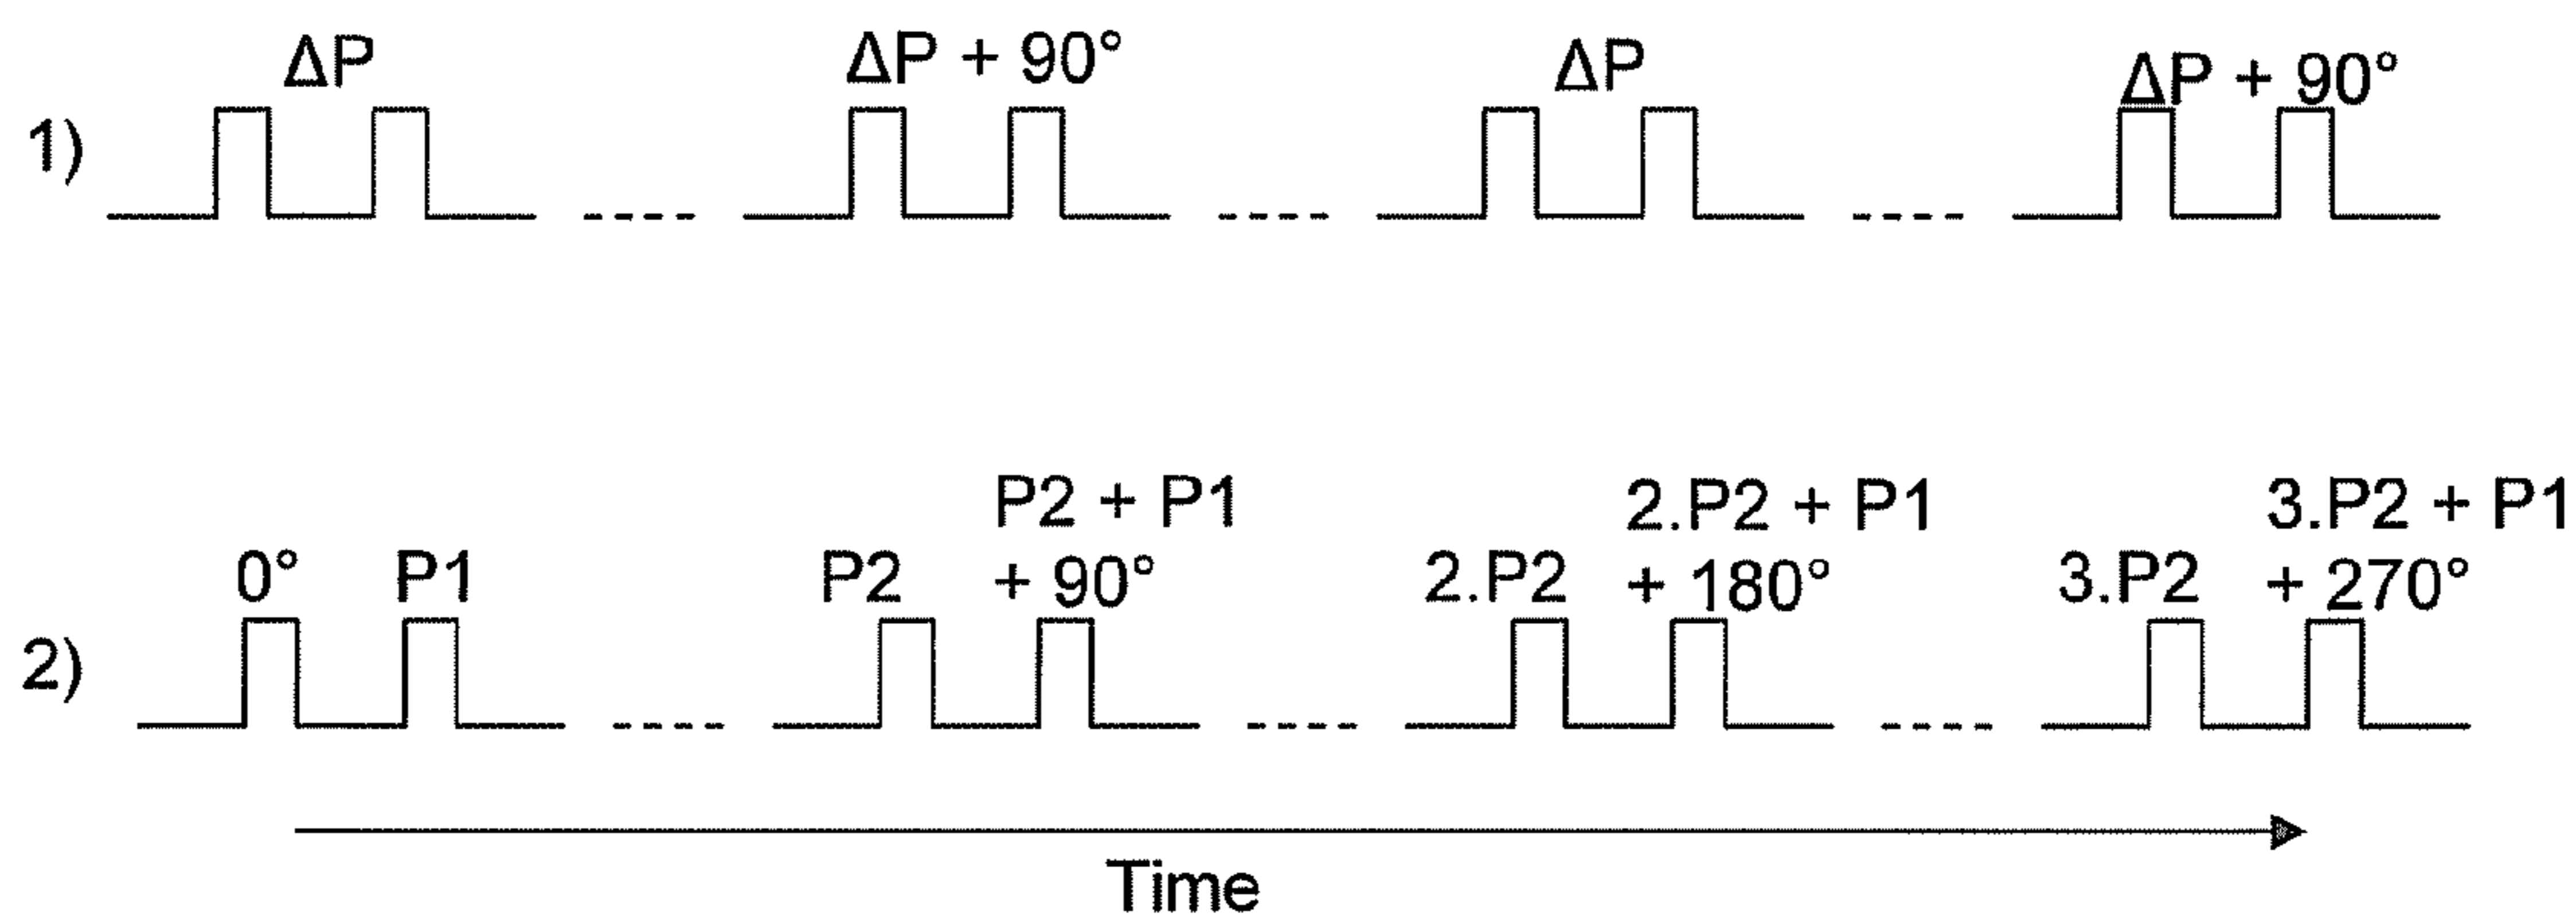 ΔP
ΔP + 90°
ΔP
ΔP + 90°
1)
P2 + P1
2.P2 + P1
3.P2 + P1
0°
P1
P2
+ 90°
2.P2
+ 180°
3.P2
+ 270°
2)
Time